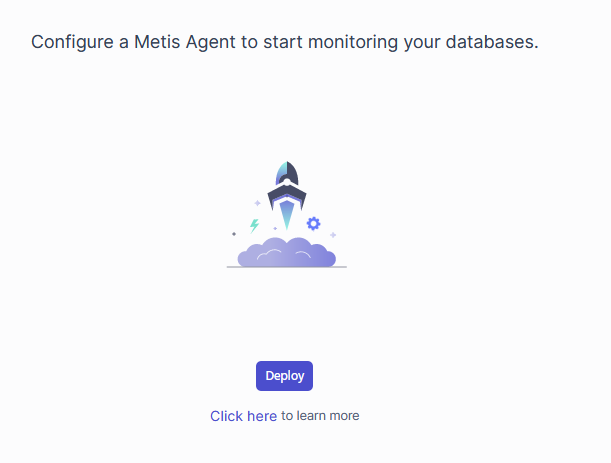 Configure a Metis Agent to start monitoring your databases.
Deploy
Click here to learn more